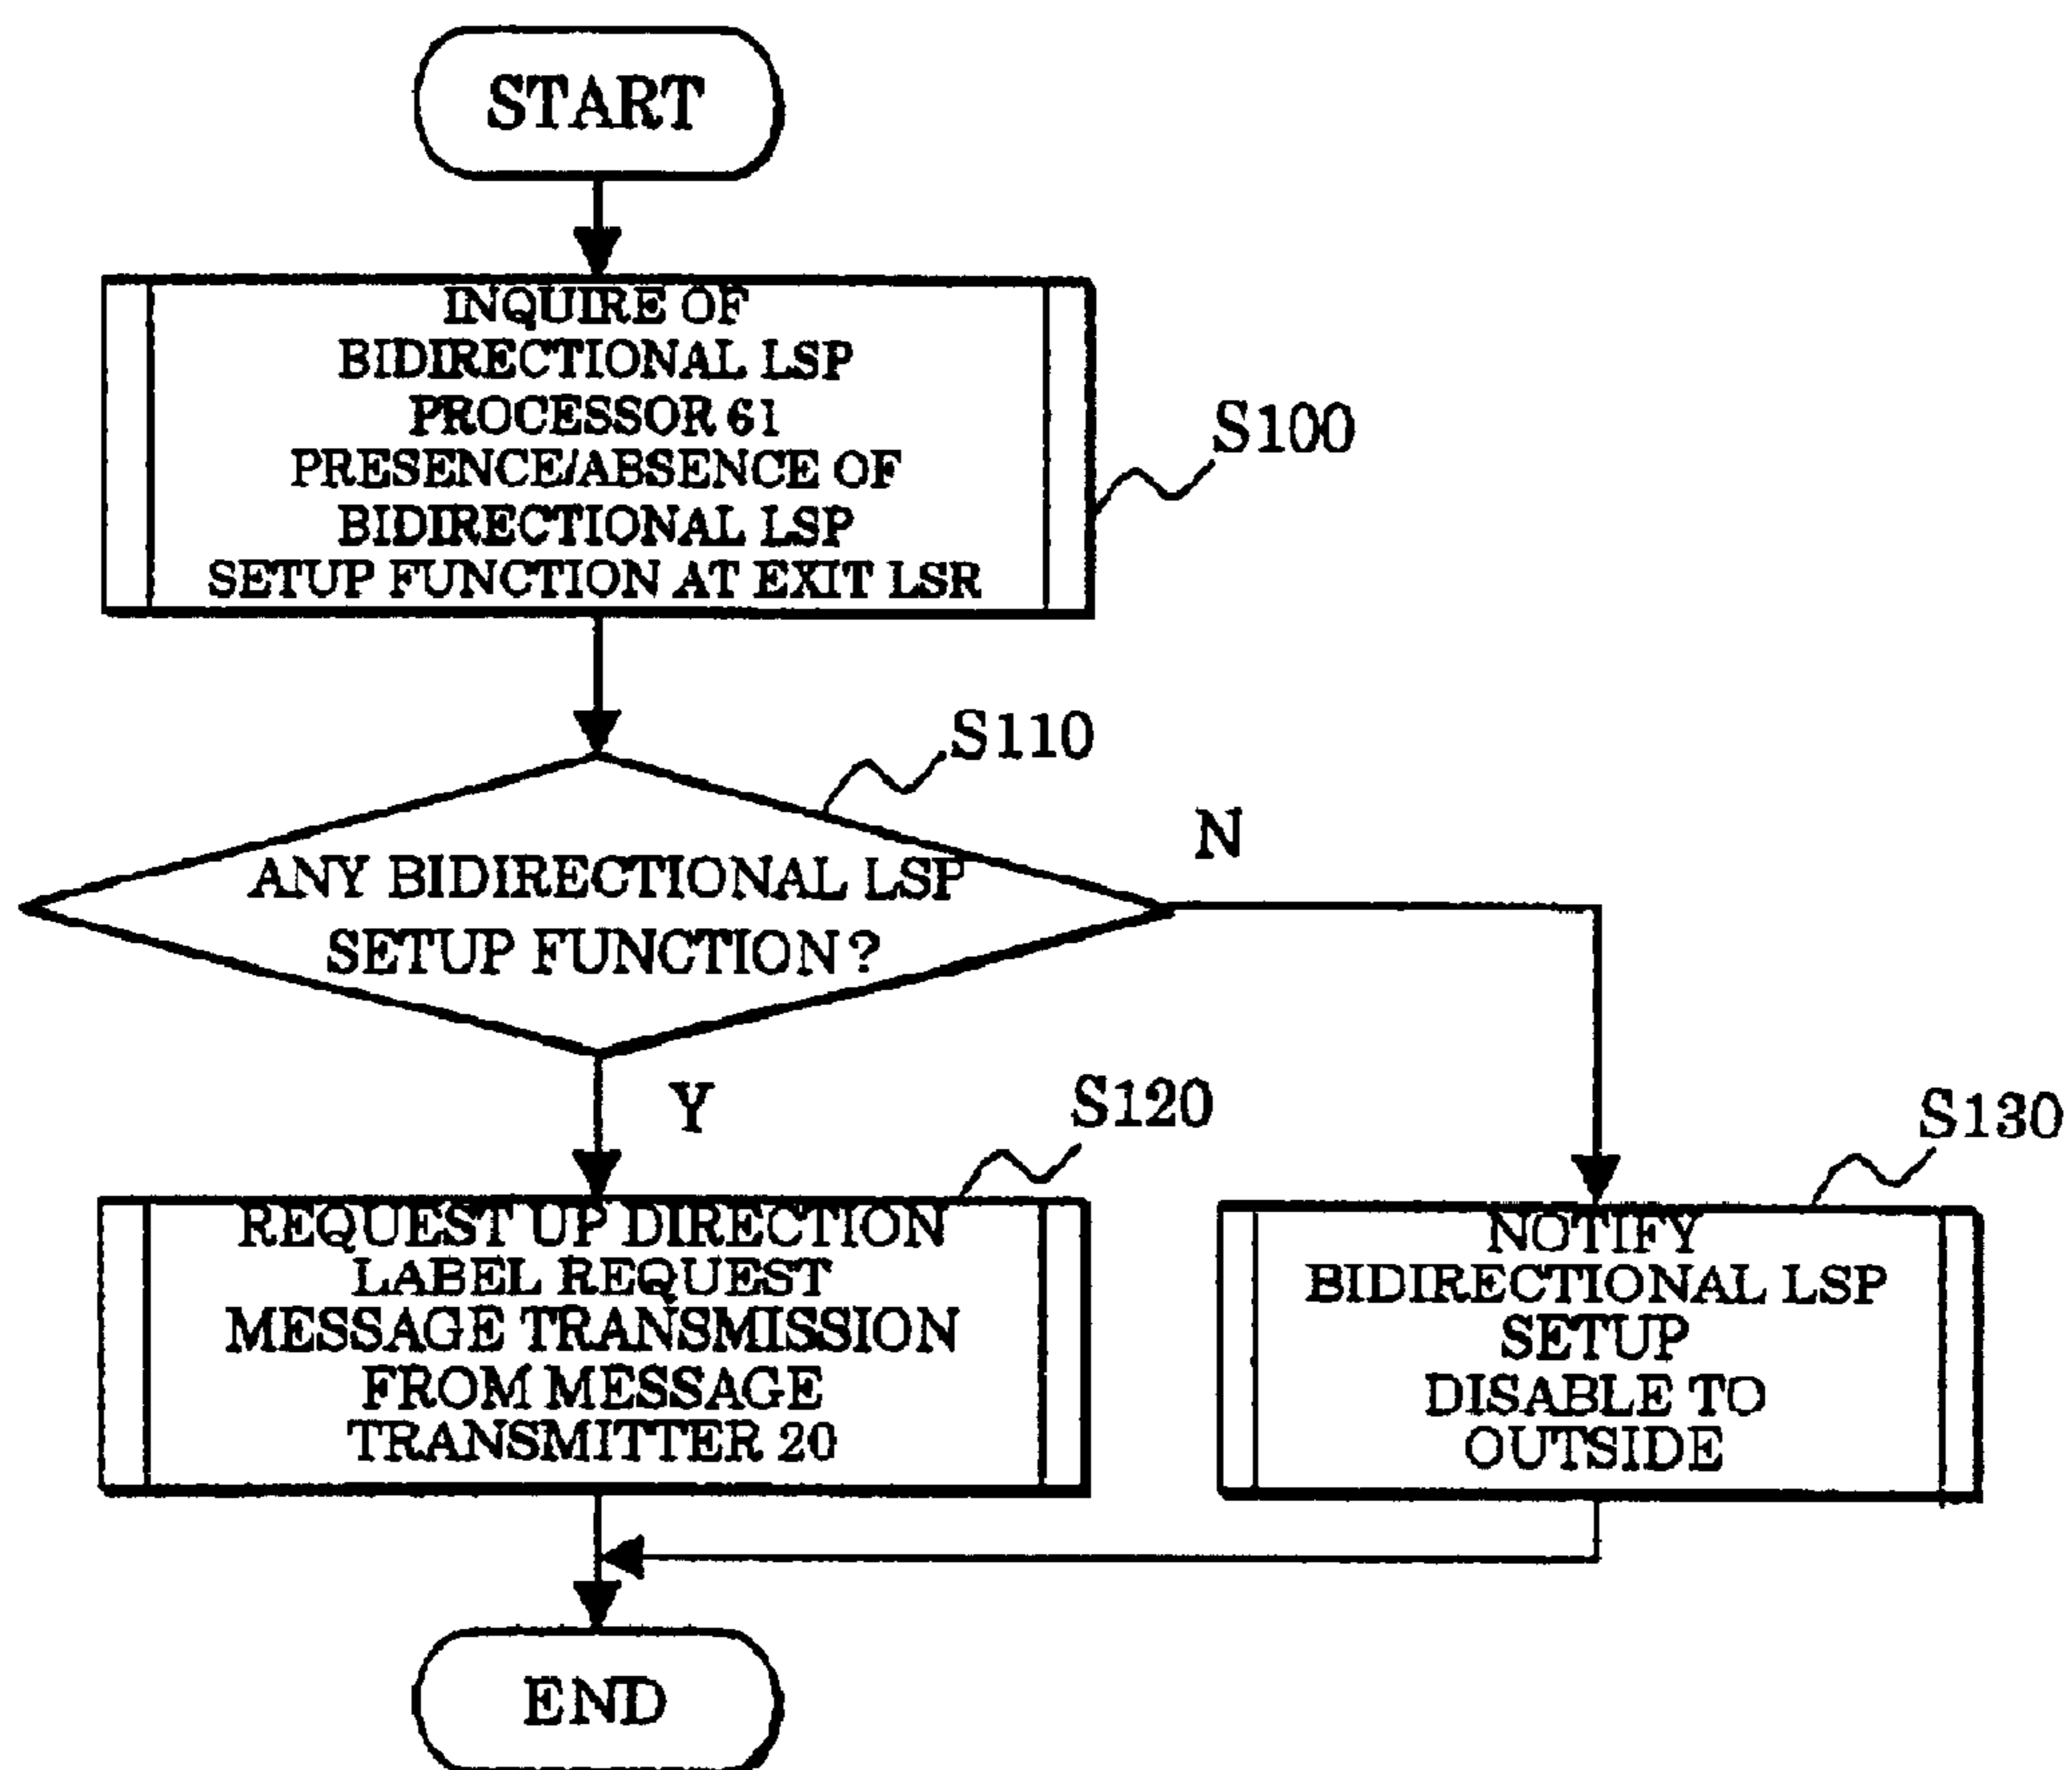 START
INQUIRE OF
BIDIRECTIONAL LSP
PROCESSOR 61
PRESENCE/ABSENCE OF
BIDIRECTIONAL LSP
SETUP FUNCTION AT EXIT LSR
S100
S110
ANY BIDIRECTIONAL LSP
SETUP FUNCTION?
N
Y
S120
REQUEST UP DIRECTION
LABEL REQUEST
MESSAGE TRANSMISSION
FROM MESSAGE
TRANSMITTER 20
S130
NOTIFY
BIDIRECTIONAL LSP
SETUP
DISABLE TO
OUTSIDE
END